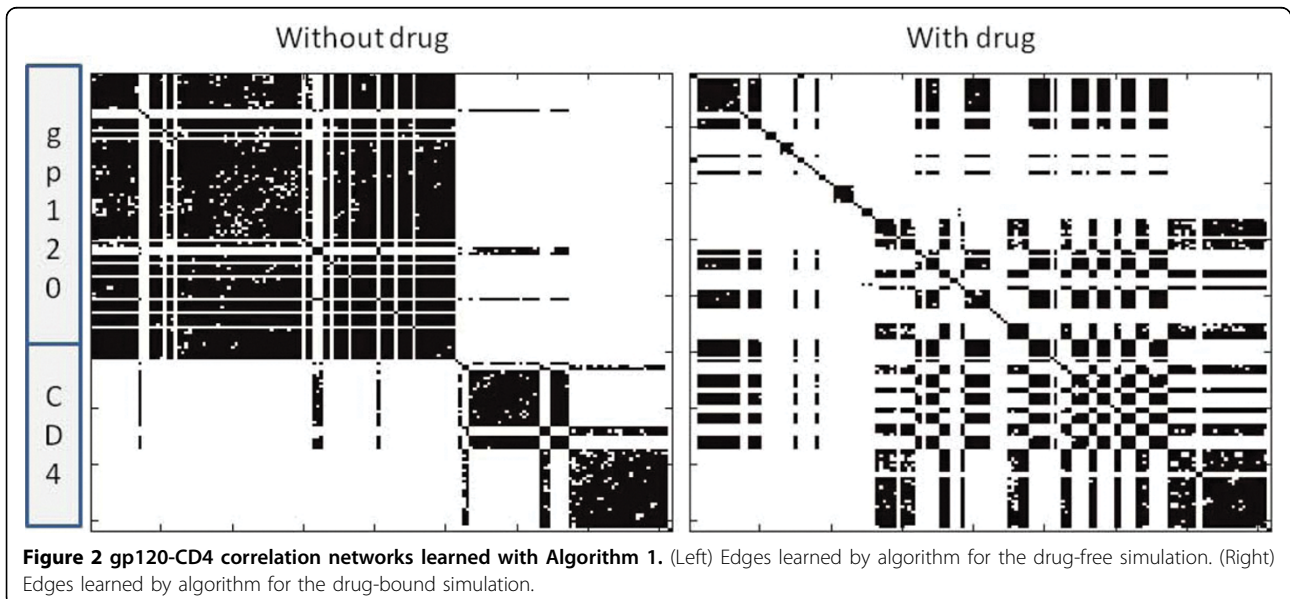 Without drug
With drug
g
p
1
2
0
C
D
4
Figure 2 gp120-CD4 correlation networks learned with Algorithm 1. (Left) Edges learned by algorithm for the drug-free simulation. (Right)
Edges learned by algorithm for the drug-bound simulation.